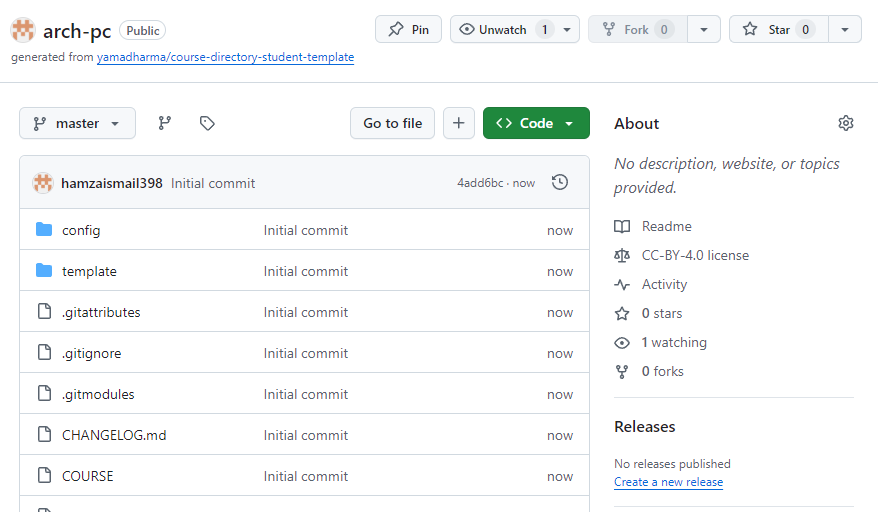 arch-pc Public Pin Unwatch 1 Fork 0 Star 0
generated from yamadharma/course-directory-student-template
master Go to file + Code
hamzaismail398 Initial commit 4add6bc · now
config Initial commit now
template Initial commit now
.gitattributes Initial commit now
.gitignore Initial commit now
.gitmodules Initial commit now
CHANGELOG.md Initial commit now
COURSE Initial commit now
About
No description, website, or topics
provided.
Readme
CC-BY-4.0 license
Activity
0 stars
1 watching
0 forks
Releases
No releases published
Create a new release